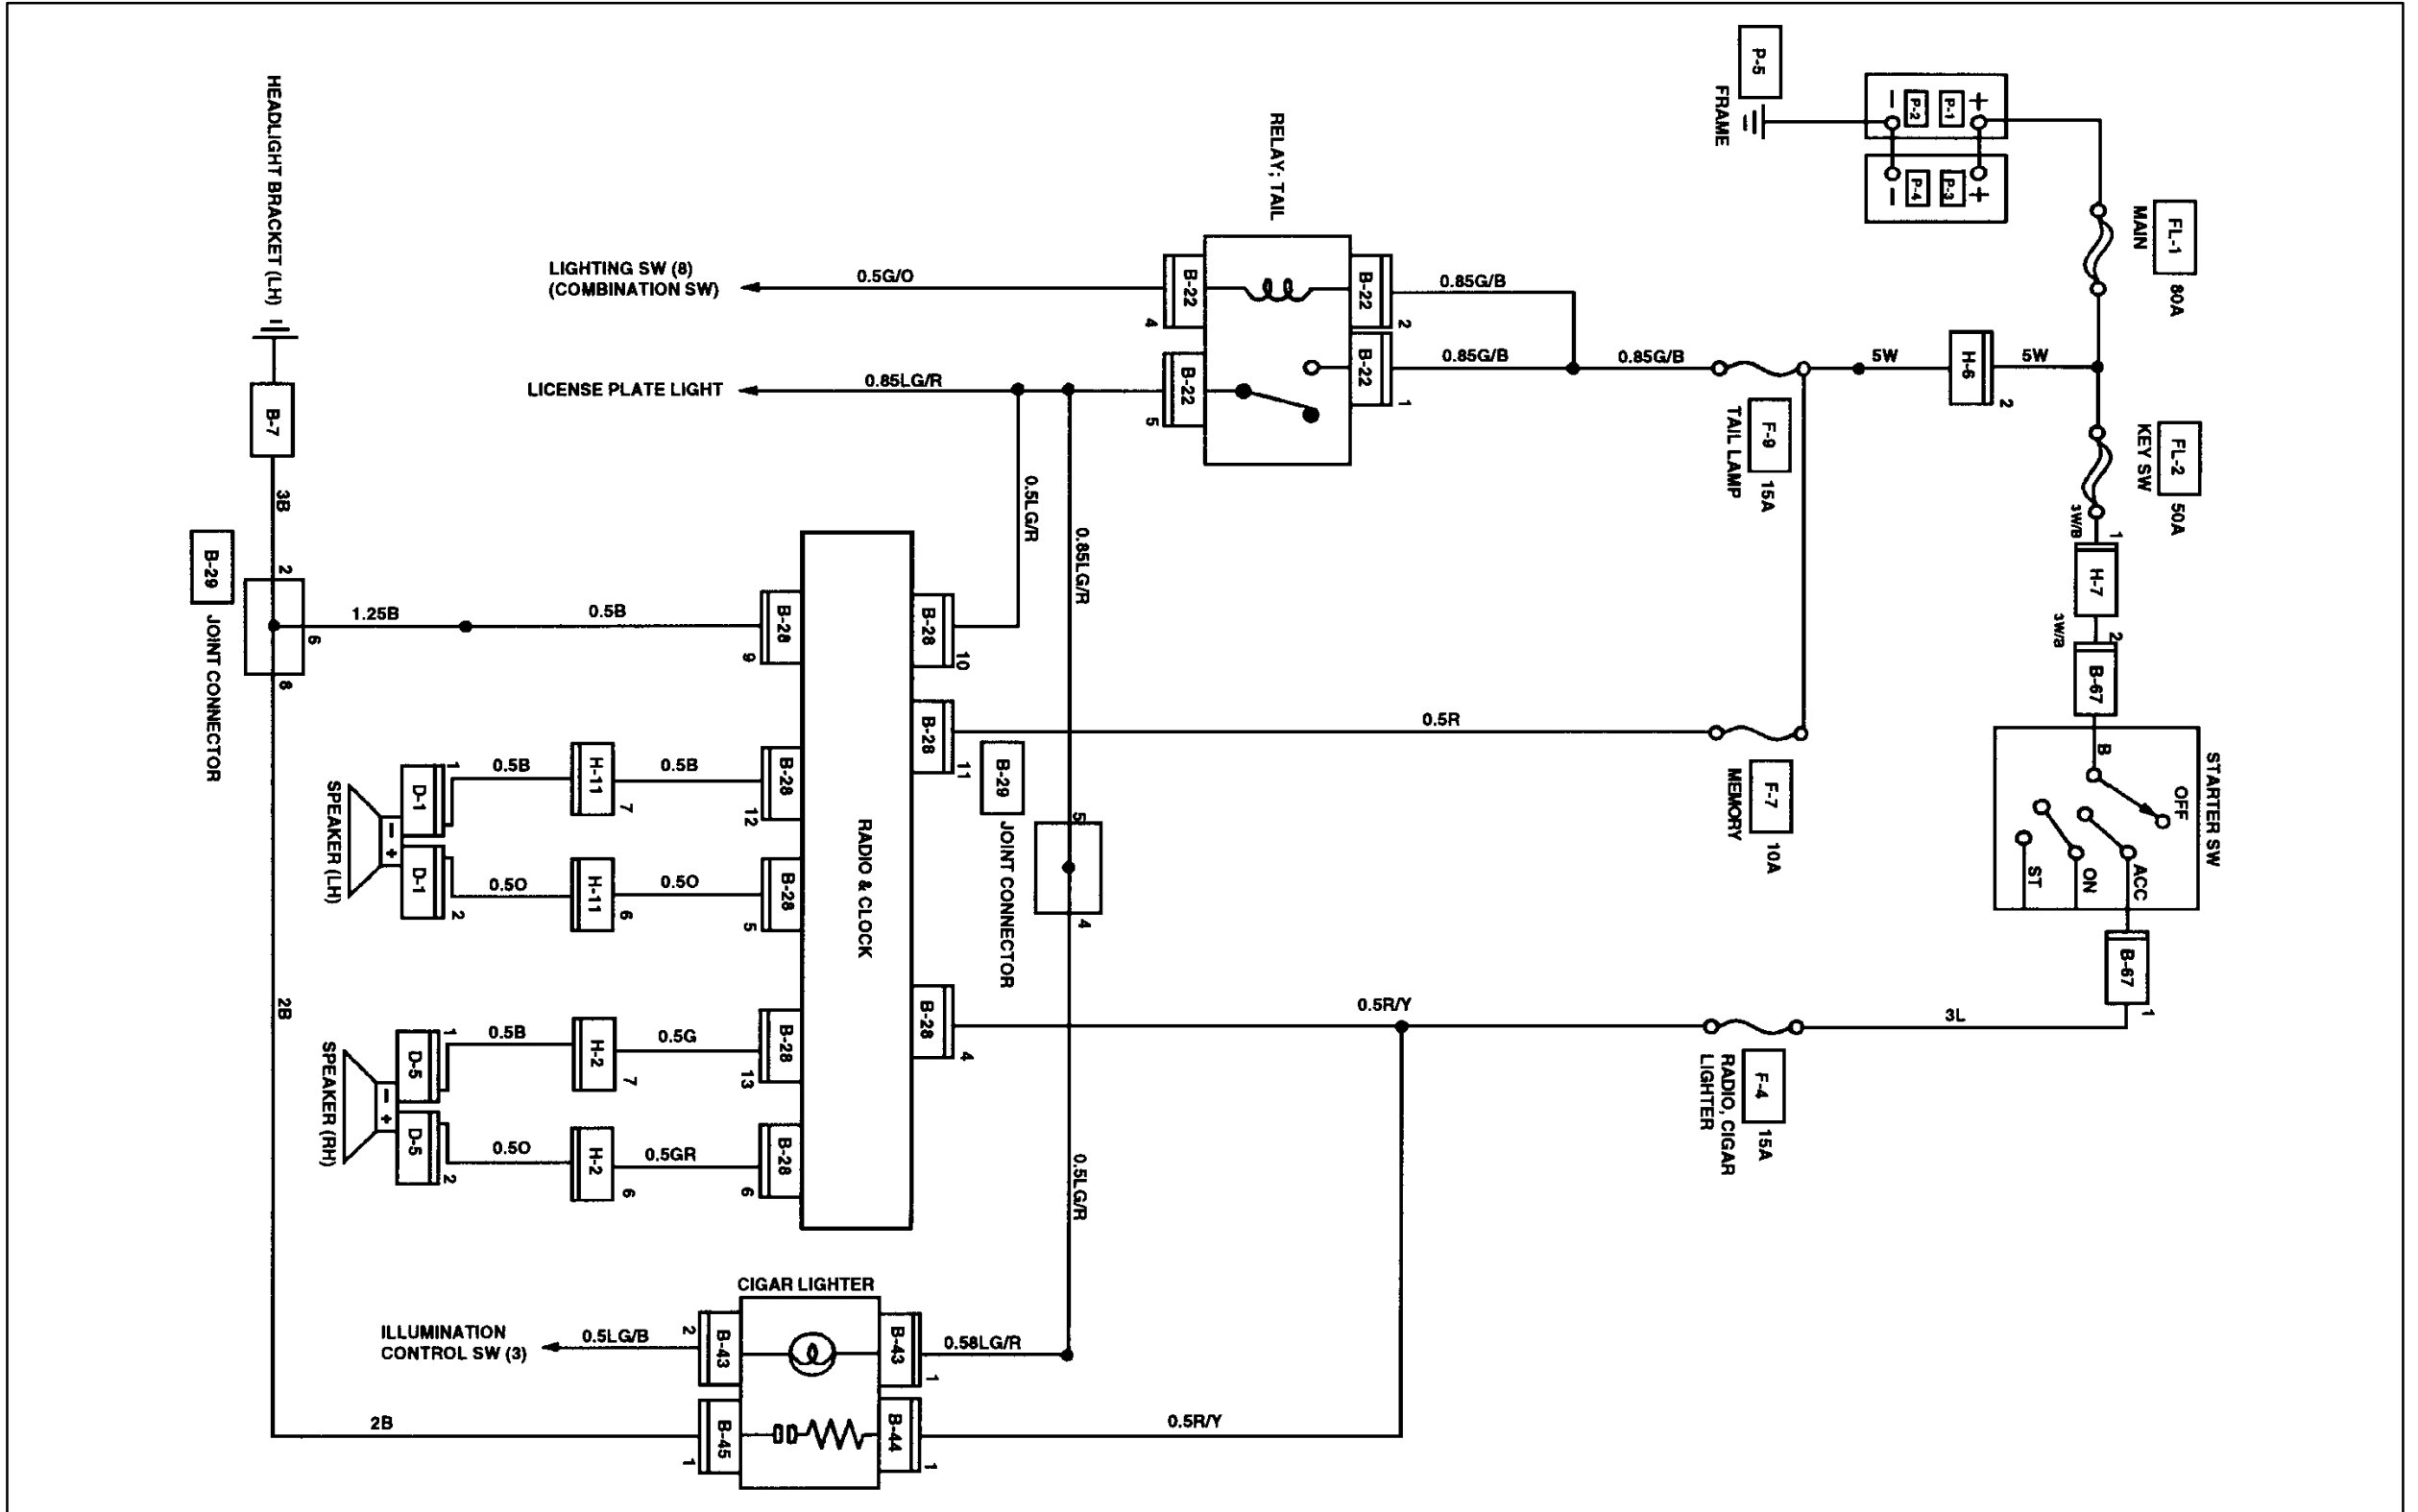 P-5
FRAME
P-2
P-1
P-4
P-3
FL-1
MAIN
80A
HEADLIGHT BRACKET (LH)
RELAY; TAIL
LIGHTING SW (8)
(COMBINATION SW)
0.5G/O
B-22
4
B-22
2
0.85G/B
LICENSE PLATE LIGHT
0.85LG/R
B-22
5
B-22
1
0.85G/B
0.85G/B
5W
H-6
2
5W
F-9
TAIL LAMP
15A
FL-2
KEY SW
50A
3W/B
1
H-7
3W/B
2
B-67
B-7
3B
2
B-29
JOINT CONNECTOR
6
8
1.25B
0.5B
B-28
9
B-28
10
0.5LG/R
0.85LG/R
B-28
11
0.5R
F-7
MEMORY
10A
STARTER SW
B
OFF
ACC
ON
ST
B-67
1
3L
B-29
JOINT CONNECTOR
5
4
RADIO & CLOCK
SPEAKER (LH)
D-1
1
0.5B
H-11
7
0.5B
B-28
12
D-1
2
0.5O
H-11
6
0.5O
B-28
5
B-28
4
0.5R/Y
F-4
RADIO, CIGAR
LIGHTER
15A
2B
SPEAKER (RH)
D-5
1
0.5B
H-2
7
0.5G
B-28
13
D-5
2
0.5O
H-2
6
0.5GR
B-28
6
0.5LG/R
CIGAR LIGHTER
ILLUMINATION
CONTROL SW (3)
0.5LG/B
2
B-43
B-43
1
0.58LG/R
2B
B-45
1
B-44
1
0.5R/Y